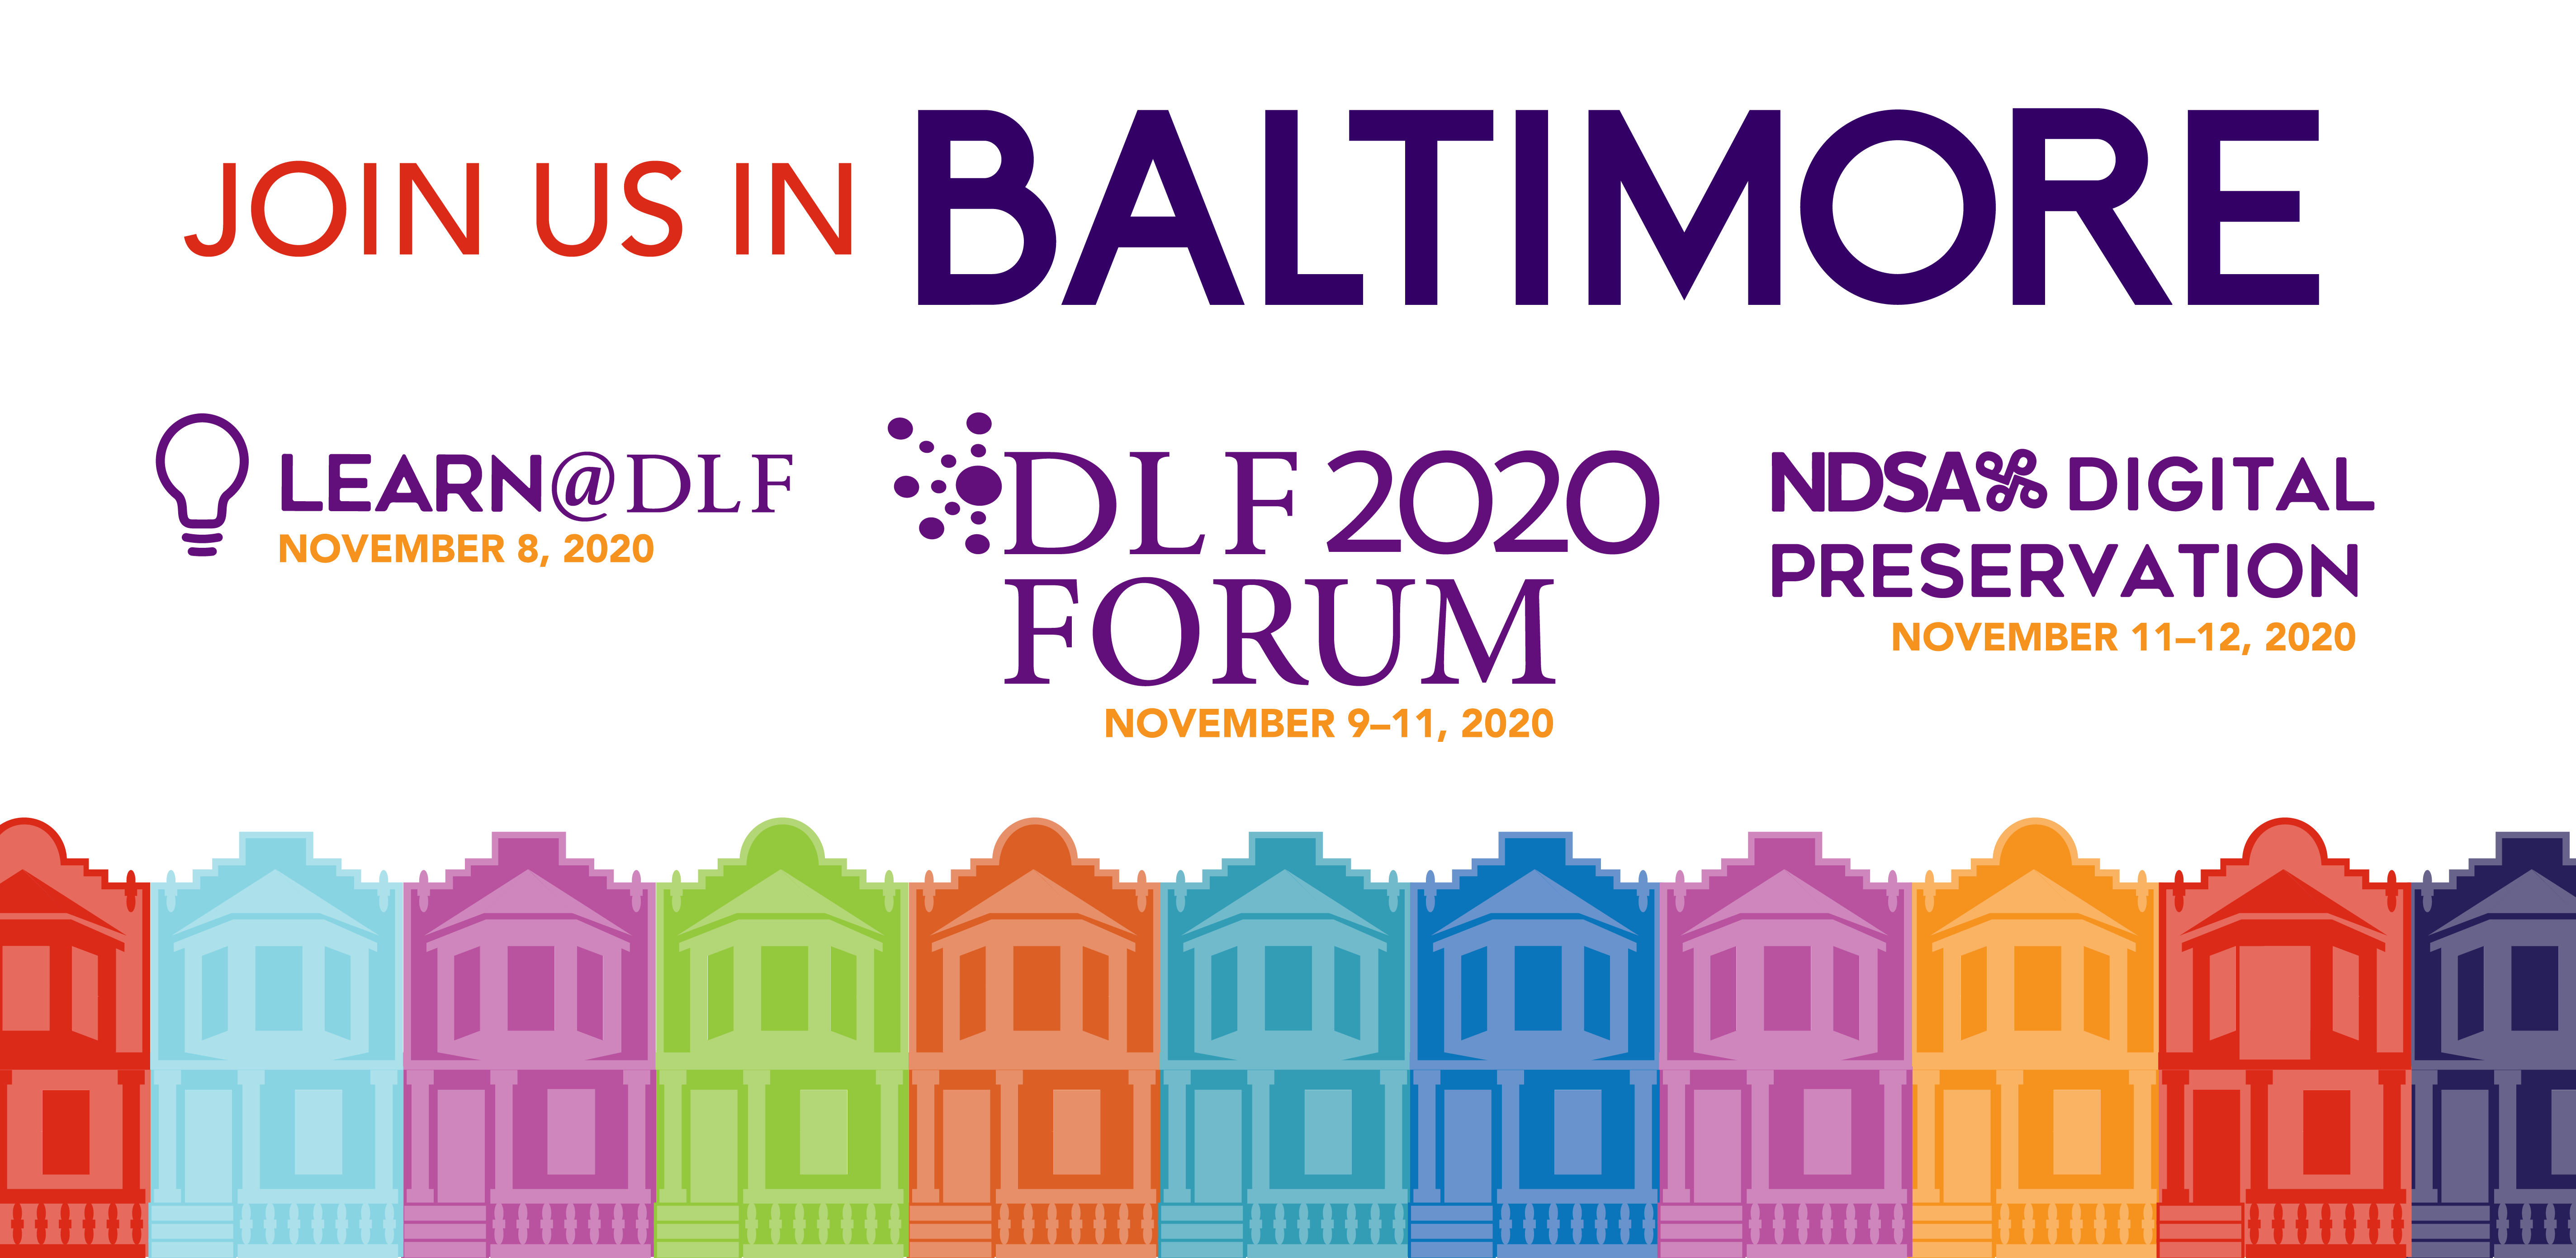 JOIN US IN BALTIMORE
LEARN@DLF
NOVEMBER 8, 2020
DLF 2020
FORUM
NOVEMBER 9–11, 2020
NDSA DIGITAL
PRESERVATION
NOVEMBER 11–12, 2020